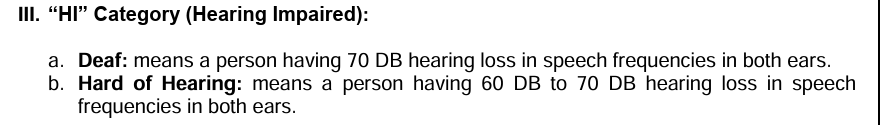 III. “HI” Category (Hearing Impaired):
a. Deaf: means a person having 70 DB hearing loss in speech frequencies in both ears.
b. Hard of Hearing: means a person having 60 DB to 70 DB hearing loss in speech
frequencies in both ears.